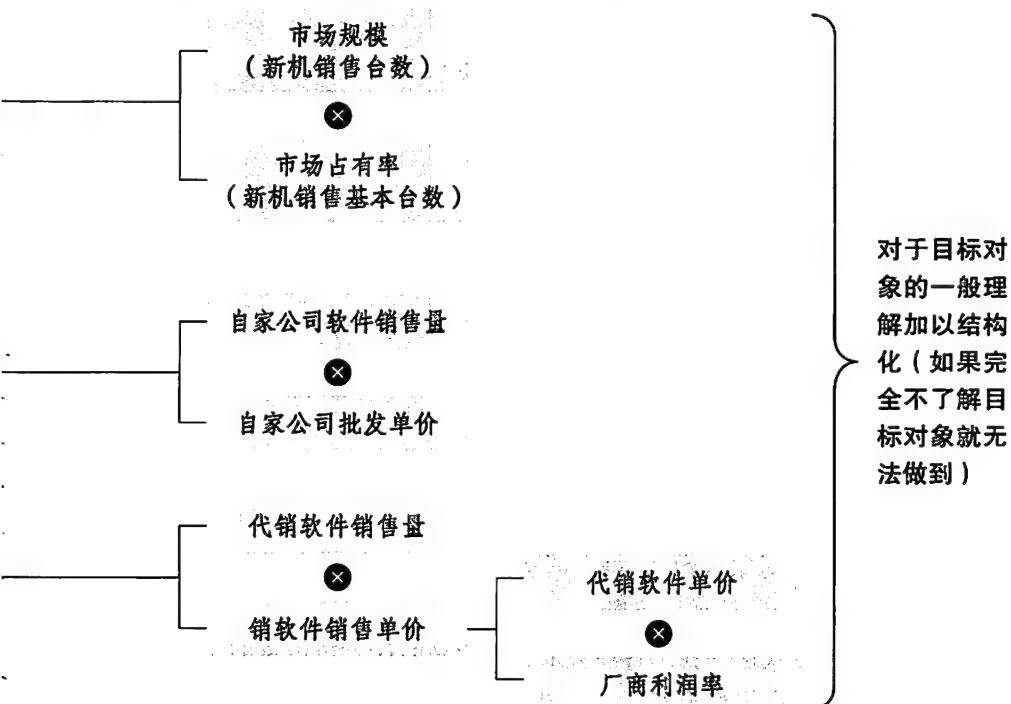 市场规模
（新机销售台数）
×
市场占有率
（新机销售基本台数）
自家公司软件销售量
×
自家公司批发单价
代销软件销售量
×
销软件销售单价
代销软件单价
×
厂商利润率
对于目标对
象的一般理
解加以结构
化（如果完
全不了解目
标对象就无
法做到）